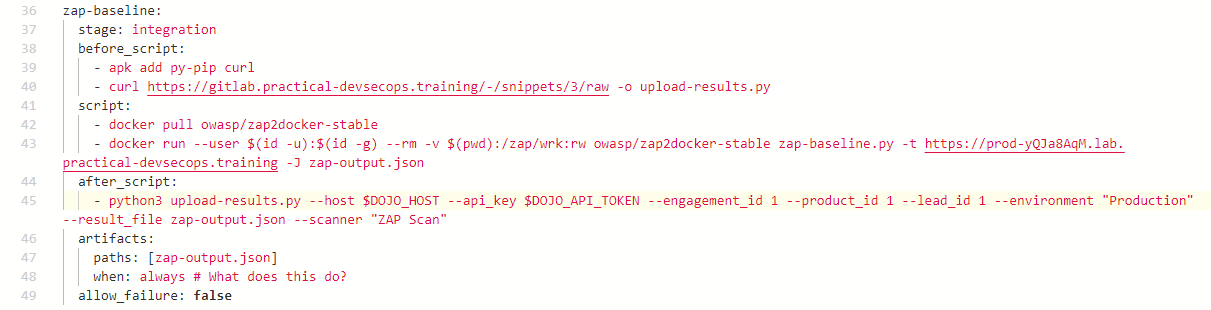 36 zap-baseline:
37 stage: integration
38 before_script:
39 - apk add py-pip curl
40 - curl https://gitlab.practical-devsecops.training/-/snippets/3/raw -o upload-results.py
41 script:
42 - docker pull owasp/zap2docker-stable
43 - docker run --user $(id -u):$(id -g) --rm -v $(pwd):/zap/wrk:rw owasp/zap2docker-stable zap-baseline.py -t https://prod-yQJa8AqM.lab.
practical-devsecops.training -J zap-output.json
44 after_script:
45 - python3 upload-results.py --host $DOJO_HOST --api_key $DOJO_API_TOKEN --engagement_id 1 --product_id 1 --lead_id 1 --environment "Production"
--result_file zap-output.json --scanner "ZAP Scan"
46 artifacts:
47 paths: [zap-output.json]
48 when: always # What does this do?
49 allow_failure: false